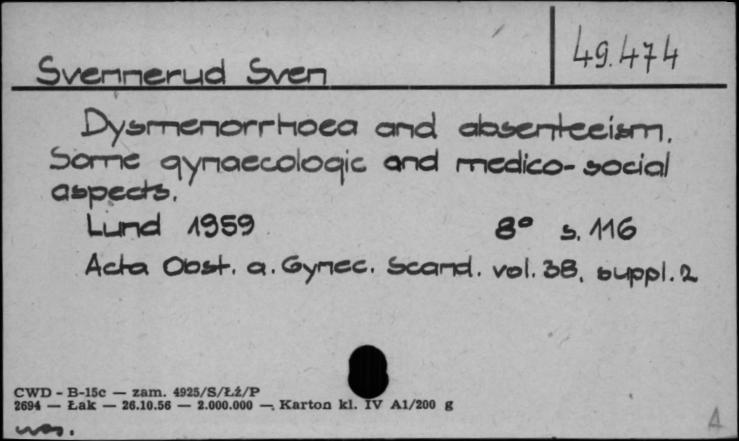 49.474
Svennerud Sven
Dysmenorrhoea and absenteeism.
Some gynaecologic and medico-social
aspects.
Lund 1959 8° s. 116
Acta Obst. a. Gynec. Scand. vol. 38, suppl. 2
CWD - B-15c — zam. 4925/S/Łż/P
2694 — Łak — 26.10.56 — 2.000.000 — Karton kl. IV A1/200 g
A